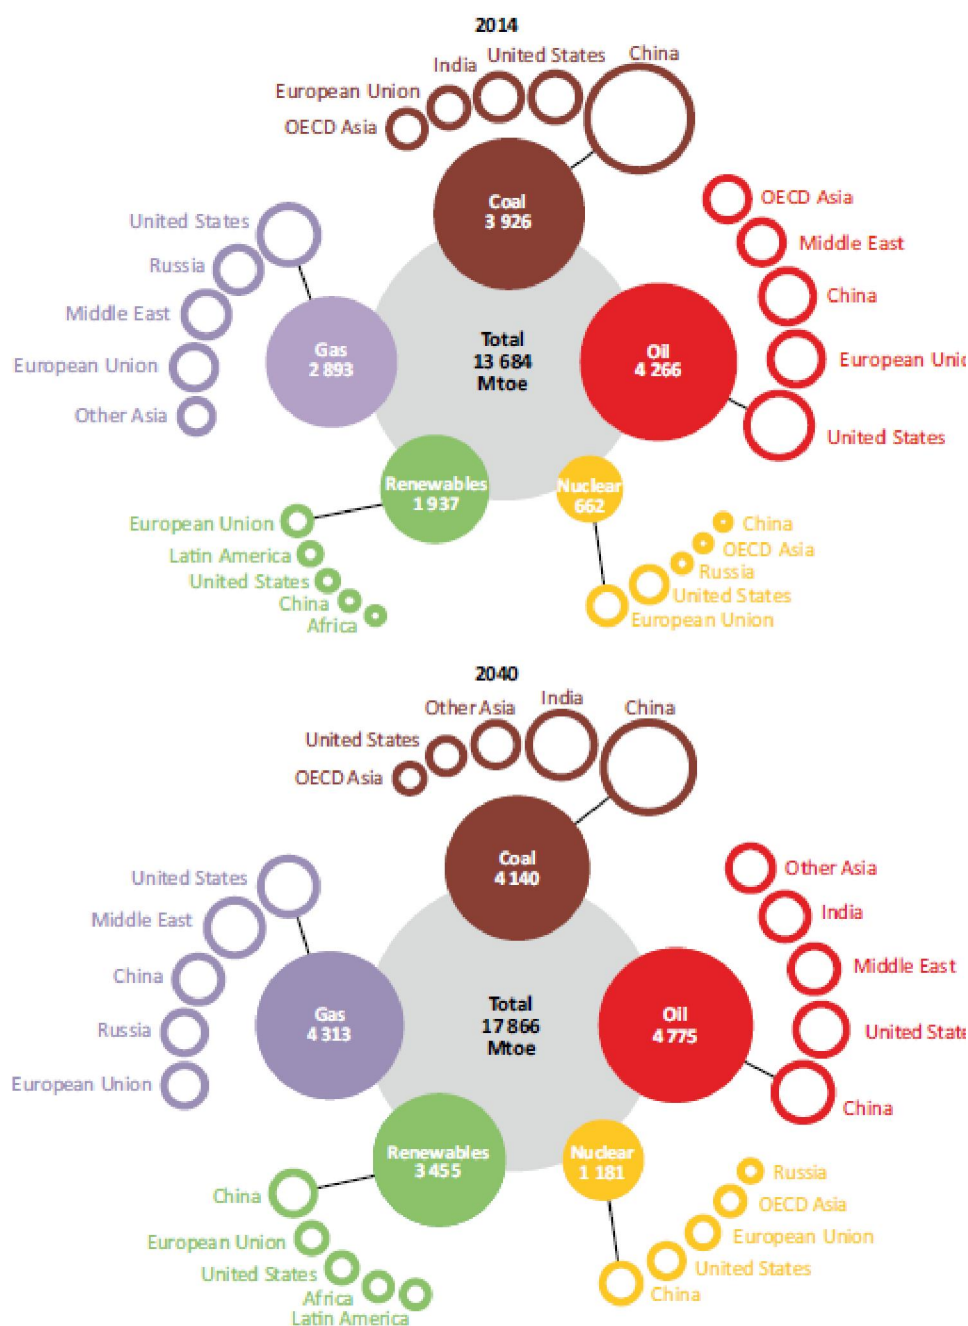 2014
China
United States
India
European Union
OECD Asia
Coal
3 926
OECD Asia
Middle East
China
European Unio
United States
United States
Russia
Middle East
European Union
Other Asia
Gas
2 893
Total
13 684
Mtoe
Oil
4 266
Renewables
1 937
Nuclear
662
European Union
Latin America
United States
China
Africa
China
OECD Asia
Russia
United States
European Union
2040
China
India
Other Asia
United States
OECD Asia
Coal
4 140
United States
Middle East
China
Russia
European Union
Other Asia
India
Middle East
United State
China
Gas
4 313
Total
17 866
Mtoe
Oil
4 775
Renewables
3 455
Nuclear
1 181
China
European Union
United States
Africa
Latin America
Russia
OECD Asia
European Union
United States
China